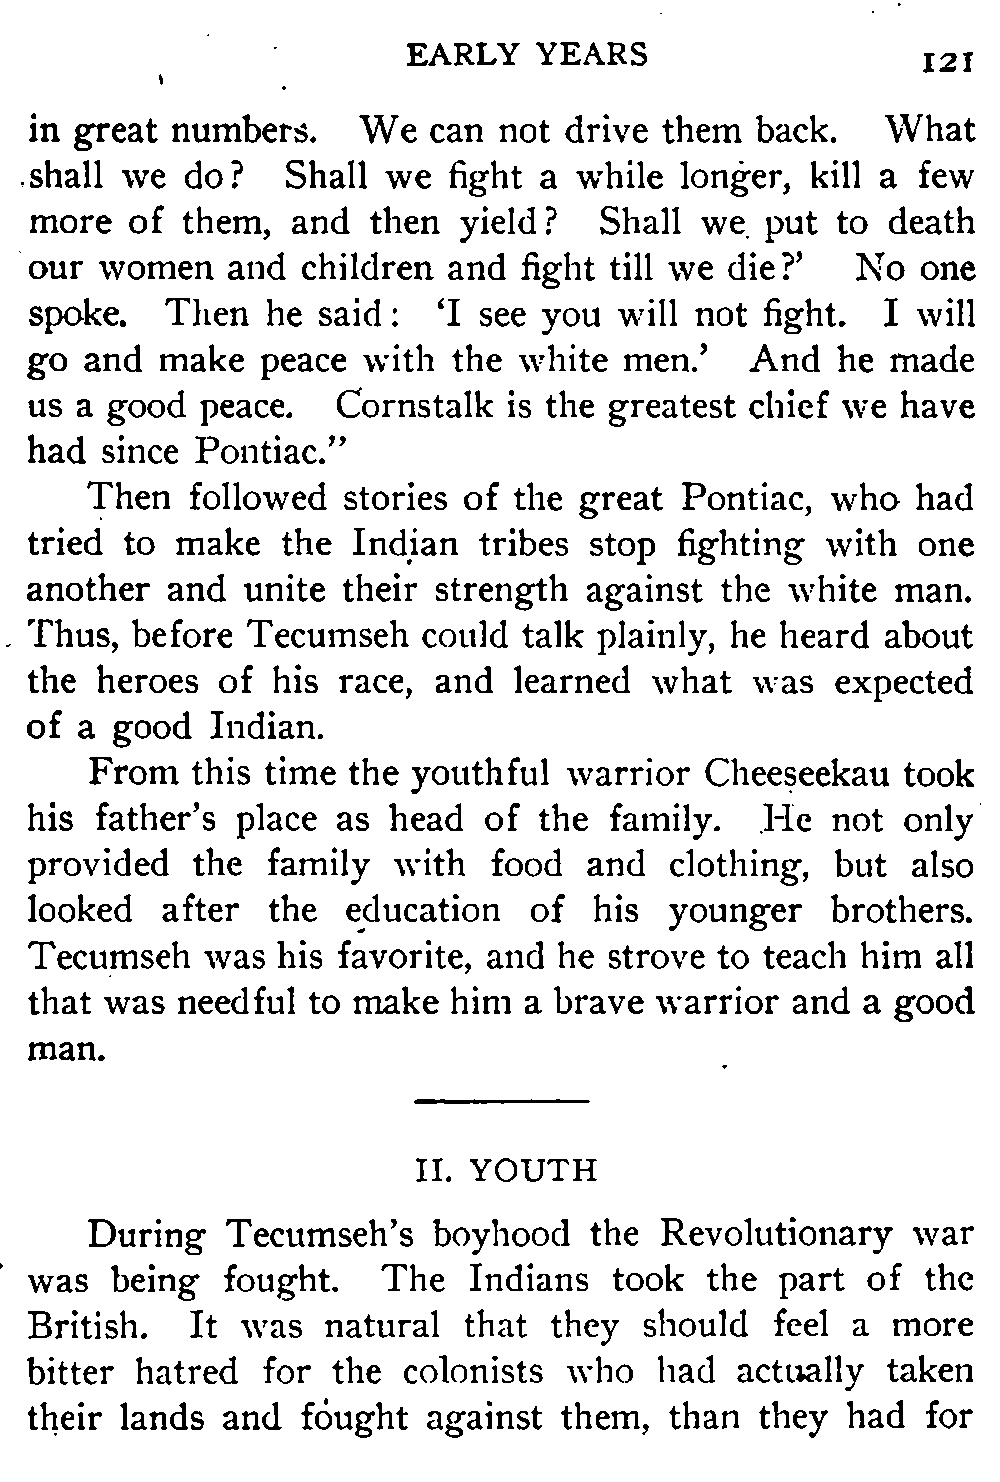 EARLY YEARS 121
in great numbers. We can not drive them back. What
shall we do? Shall we fight a while longer, kill a few
more of them, and then yield? Shall we put to death
our women and children and fight till we die?' No one
spoke. Then he said: 'I see you will not fight. I will
go and make peace with the white men.' And he made
us a good peace. Cornstalk is the greatest chief we have
had since Pontiac."
Then followed stories of the great Pontiac, who had
tried to make the Indian tribes stop fighting with one
another and unite their strength against the white man.
Thus, before Tecumseh could talk plainly, he heard about
the heroes of his race, and learned what was expected
of a good Indian.
From this time the youthful warrior Cheeseekau took
his father's place as head of the family. He not only
provided the family with food and clothing, but also
looked after the education of his younger brothers.
Tecumseh was his favorite, and he strove to teach him all
that was needful to make him a brave warrior and a good
man.
II. YOUTH
During Tecumseh's boyhood the Revolutionary war
was being fought. The Indians took the part of the
British. It was natural that they should feel a more
bitter hatred for the colonists who had actually taken
their lands and fought against them, than they had for